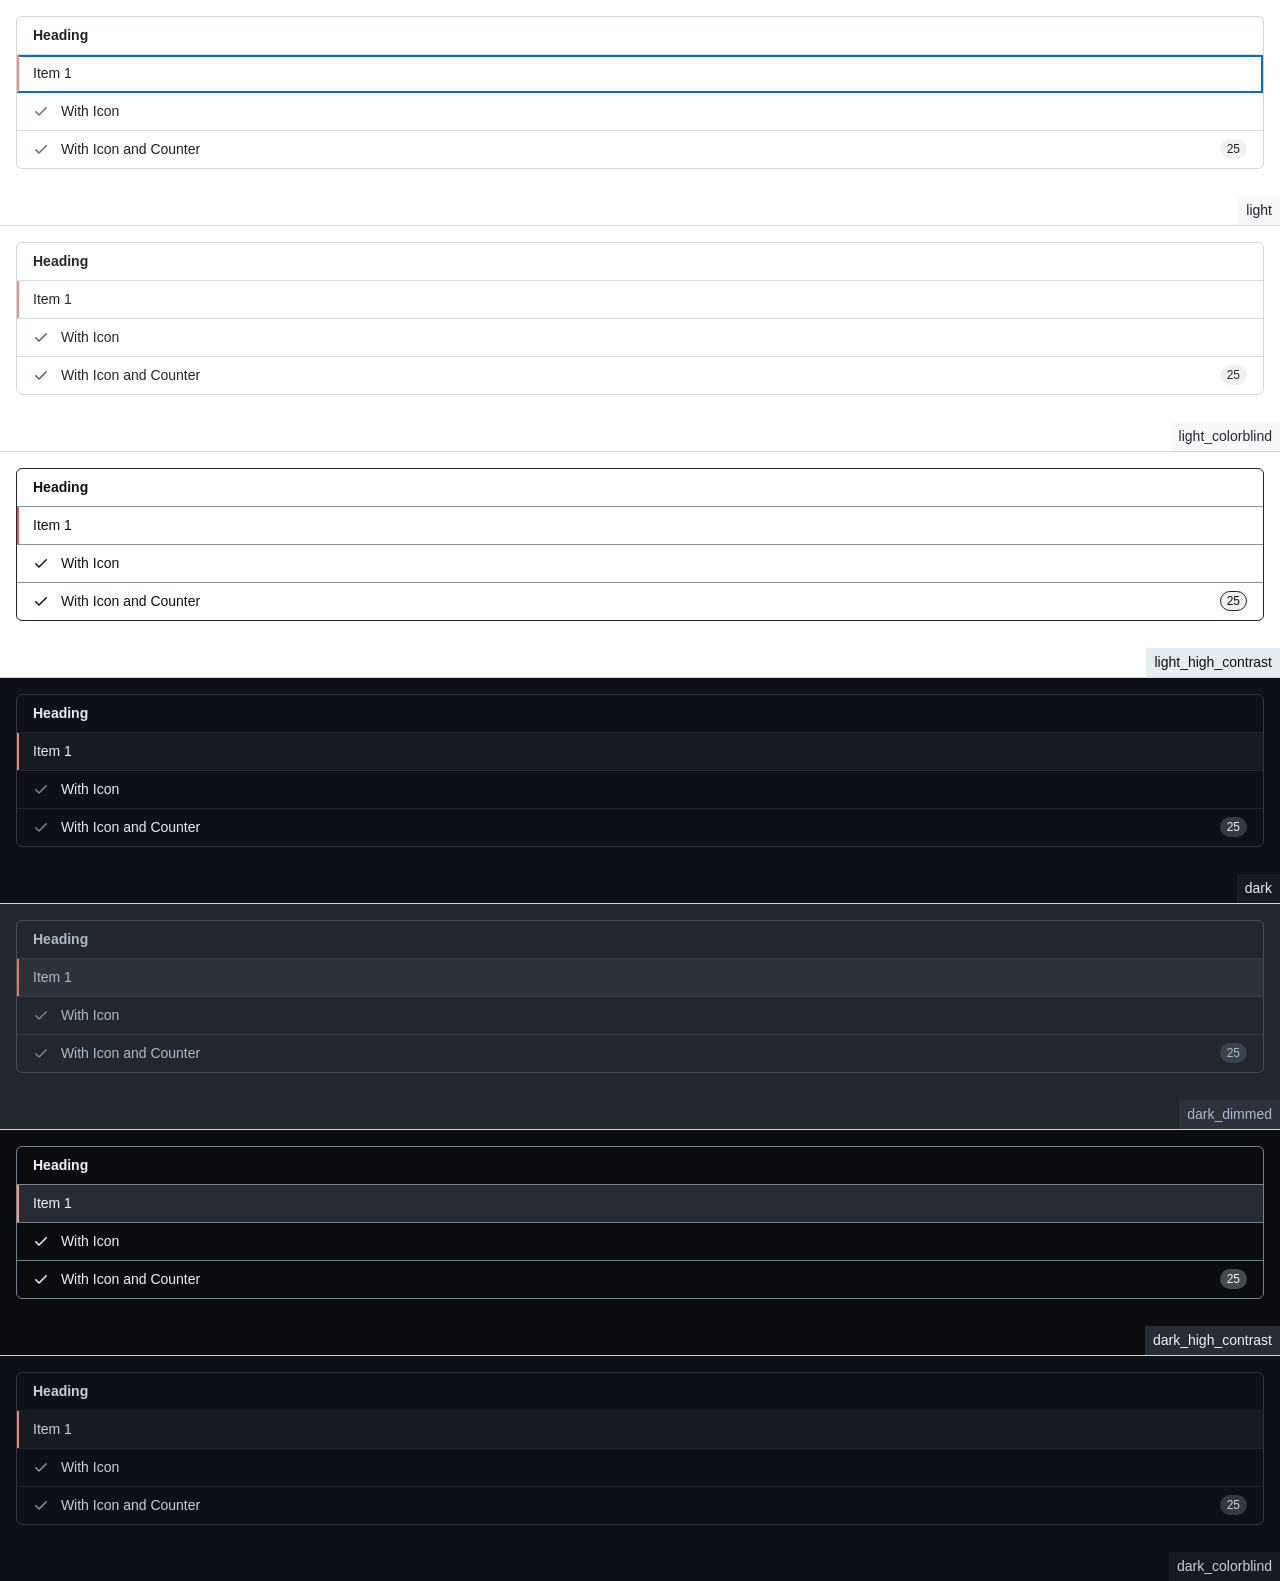 Heading
Item 1
With Icon
With Icon and Counter 25
light
Heading
Item 1
With Icon
With Icon and Counter 25
light_colorblind
Heading
Item 1
With Icon
With Icon and Counter 25
light_high_contrast
Heading
Item 1
With Icon
With Icon and Counter 25
dark
Heading
Item 1
With Icon
With Icon and Counter 25
dark_dimmed
Heading
Item 1
With Icon
With Icon and Counter 25
dark_high_contrast
Heading
Item 1
With Icon
With Icon and Counter 25
dark_colorblind